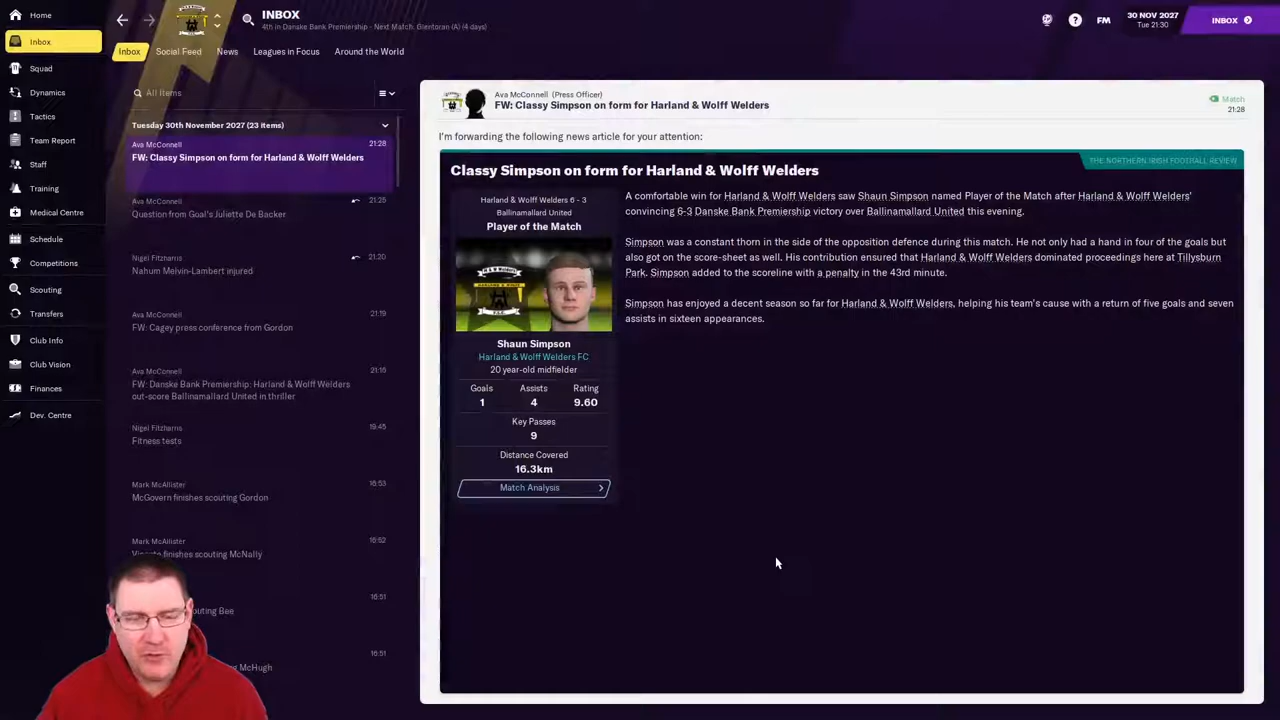 Home
INBOX
4th in Danske Bank Premiership - Next Match: Glentoran (A) (4 days)
FM
30 NOV 2027
Tue 21:30
INBOX
Inbox
Squad
Dynamics
Tactics
Team Report
Staff
Training
Medical Centre
Schedule
Competitions
Scouting
Transfers
Club Info
Club Vision
Finances
Dev. Centre
Inbox
Social Feed
News
Leagues in Focus
Around the World
All Items
Tuesday 30th November 2027 (23 items)
Ava McConnell
21:28
FW: Classy Simpson on form for Harland & Wolff Welders
Ava McConnell
21:25
Question from Goal's Juliette De Backer
Nigel Fitzharris
21:20
Nahum Melvin-Lambert injured
Ava McConnell
21:19
FW: Cagey press conference from Gordon
Ava McConnell
21:16
FW: Danske Bank Premiership: Harland & Wolff Welders
out-score Ballinamallard United in thriller
Nigel Fitzharris
19:45
Fitness tests
Mark McAllister
16:53
McGovern finishes scouting Gordon
Mark McAllister
16:52
finishes scouting McNally
16:51
outing Bee
16:51
McHugh
Ava McConnell (Press Officer)
FW: Classy Simpson on form for Harland & Wolff Welders
Match
21:28
I'm forwarding the following news article for your attention:
THE NORTHERN IRISH FOOTBALL REVIEW
Classy Simpson on form for Harland & Wolff Welders
Harland & Wolff Welders 6 - 3
Ballinamallard United
Player of the Match
Shaun Simpson
Harland & Wolff Welders FC
20 year-old midfielder
Goals Assists Rating
1 4 9.60
Key Passes
9
Distance Covered
16.3km
Match Analysis
A comfortable win for Harland & Wolff Welders saw Shaun Simpson named Player of the Match after Harland & Wolff Welders'
convincing 6-3 Danske Bank Premiership victory over Ballinamallard United this evening.
Simpson was a constant thorn in the side of the opposition defence during this match. He not only had a hand in four of the goals but
also got on the score-sheet as well. His contribution ensured that Harland & Wolff Welders dominated proceedings here at Tillysburn
Park. Simpson added to the scoreline with a penalty in the 43rd minute.
Simpson has enjoyed a decent season so far for Harland & Wolff Welders, helping his team's cause with a return of five goals and seven
assists in sixteen appearances.